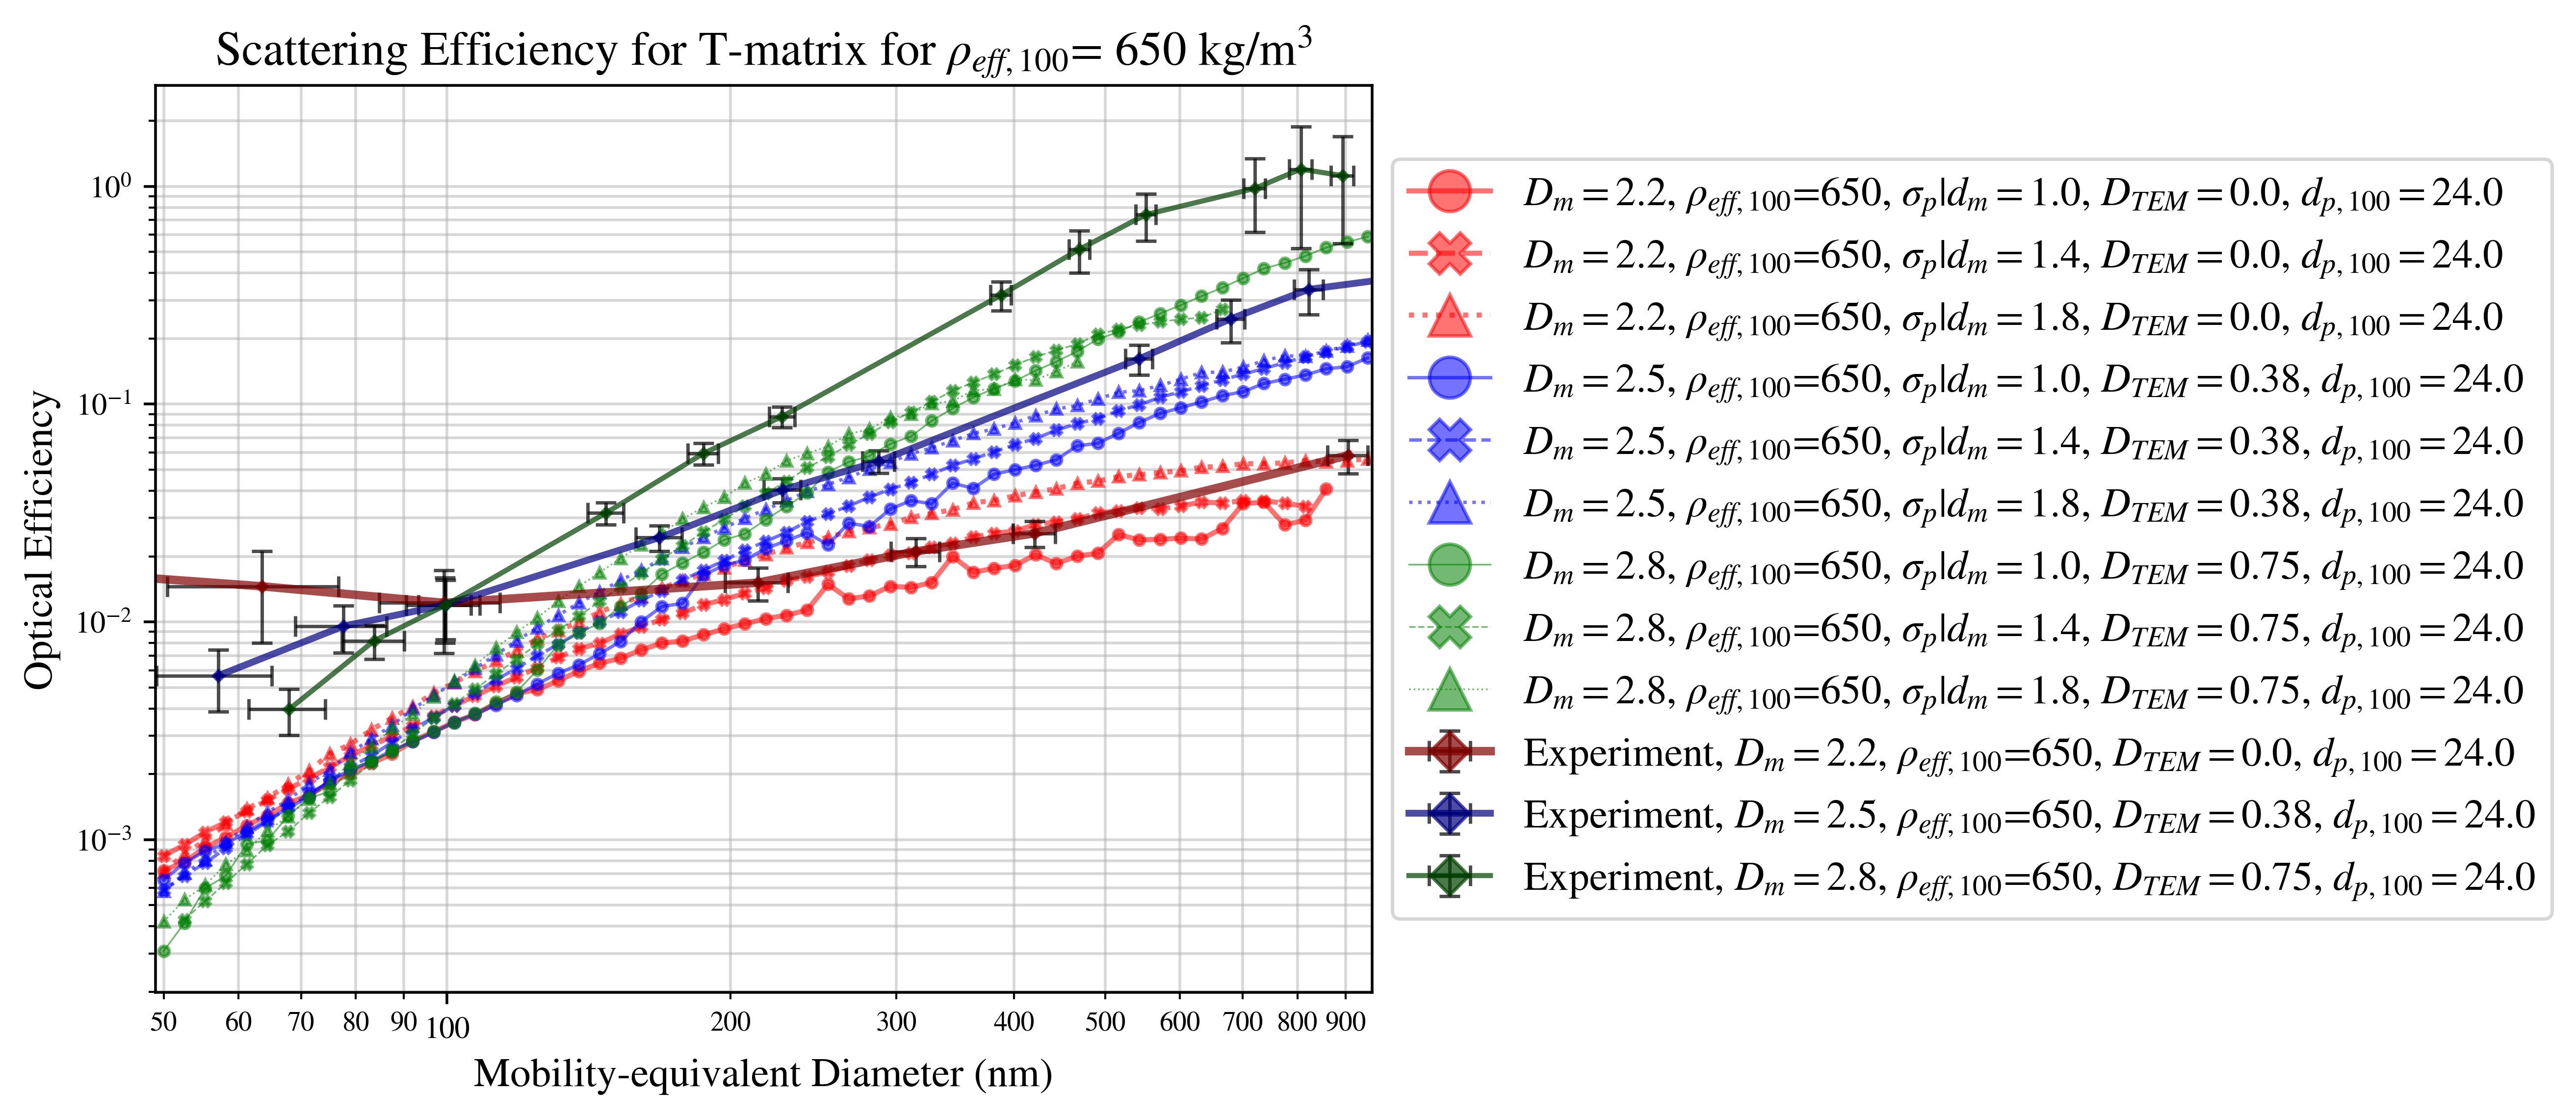 Scattering Efficiency for T-matrix for ρeff, 100= 650 kg/m³
Optical Efficiency
10⁰
10⁻¹
10⁻²
10⁻³
50 60 70 80 90 100 200 300 400 500 600 700 800 900
Mobility-equivalent Diameter (nm)
Dm = 2.2, ρeff, 100=650, σp|dm = 1.0, DTEM = 0.0, dp, 100 = 24.0
Dm = 2.2, ρeff, 100=650, σp|dm = 1.4, DTEM = 0.0, dp, 100 = 24.0
Dm = 2.2, ρeff, 100=650, σp|dm = 1.8, DTEM = 0.0, dp, 100 = 24.0
Dm = 2.5, ρeff, 100=650, σp|dm = 1.0, DTEM = 0.38, dp, 100 = 24.0
Dm = 2.5, ρeff, 100=650, σp|dm = 1.4, DTEM = 0.38, dp, 100 = 24.0
Dm = 2.5, ρeff, 100=650, σp|dm = 1.8, DTEM = 0.38, dp, 100 = 24.0
Dm = 2.8, ρeff, 100=650, σp|dm = 1.0, DTEM = 0.75, dp, 100 = 24.0
Dm = 2.8, ρeff, 100=650, σp|dm = 1.4, DTEM = 0.75, dp, 100 = 24.0
Dm = 2.8, ρeff, 100=650, σp|dm = 1.8, DTEM = 0.75, dp, 100 = 24.0
Experiment, Dm = 2.2, ρeff, 100=650, DTEM = 0.0, dp, 100 = 24.0
Experiment, Dm = 2.5, ρeff, 100=650, DTEM = 0.38, dp, 100 = 24.0
Experiment, Dm = 2.8, ρeff, 100=650, DTEM = 0.75, dp, 100 = 24.0